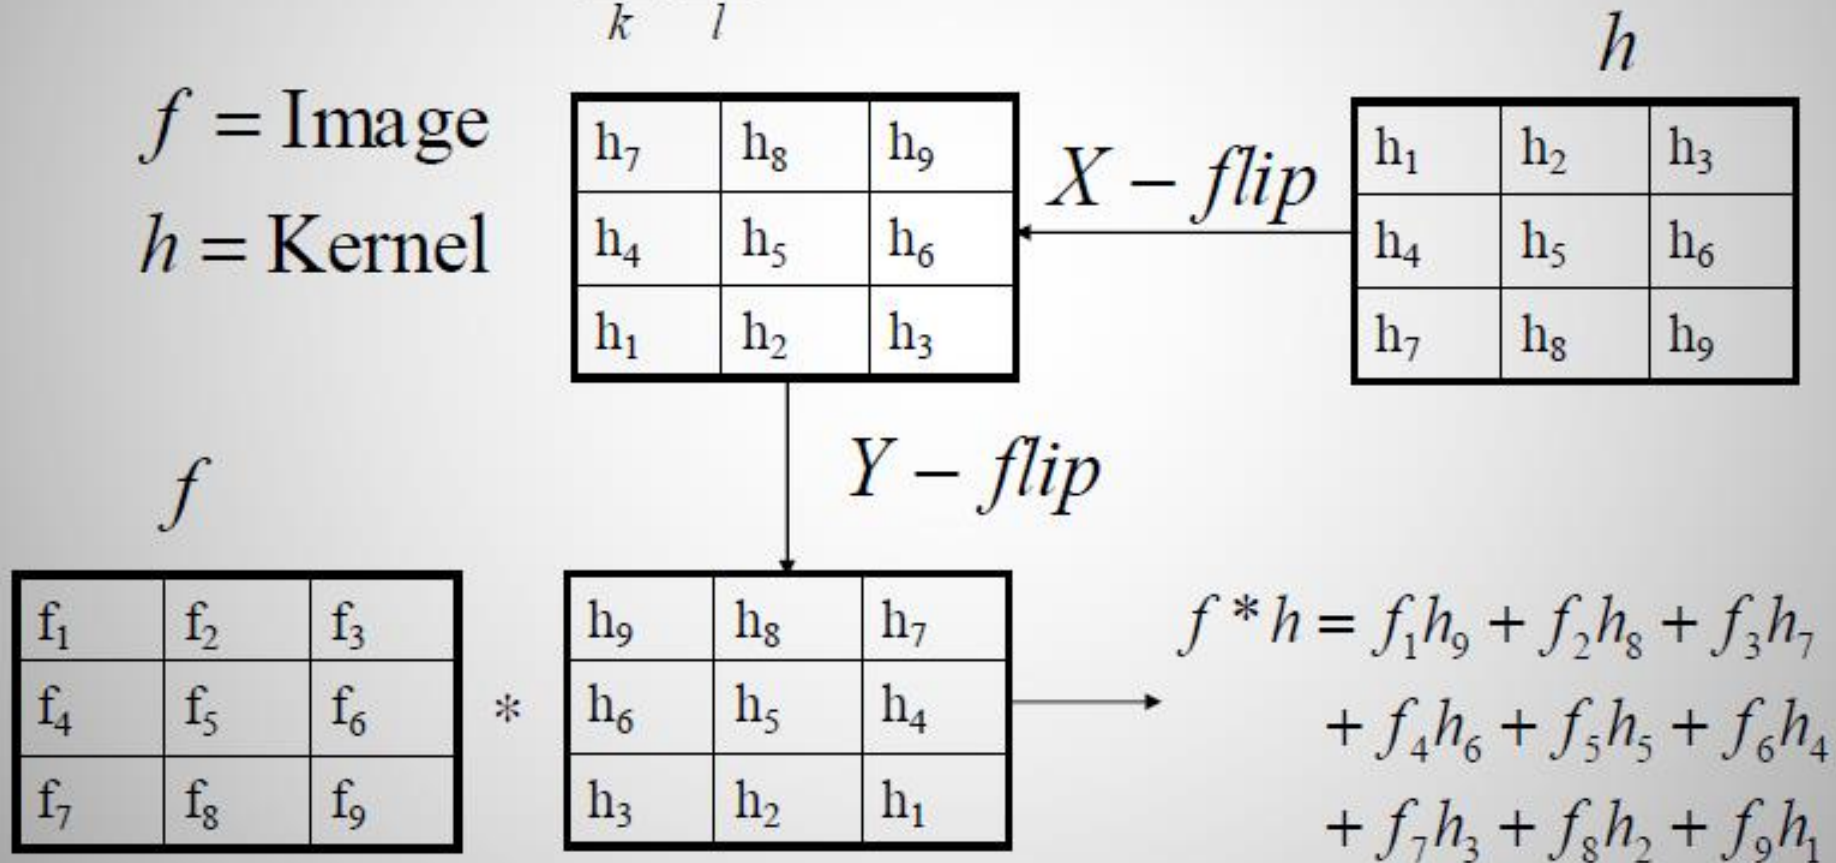 k l
f = Image
h = Kernel
h
h₇ h₈ h₉
h₄ h₅ h₆
h₁ h₂ h₃
X – flip
h₁ h₂ h₃
h₄ h₅ h₆
h₇ h₈ h₉
Y – flip
f
f₁ f₂ f₃
f₄ f₅ f₆
f₇ f₈ f₉
*
h₉ h₈ h₇
h₆ h₅ h₄
h₃ h₂ h₁
f * h = f₁h₉ + f₂h₈ + f₃h₇
+ f₄h₆ + f₅h₅ + f₆h₄
+ f₇h₃ + f₈h₂ + f₉h₁